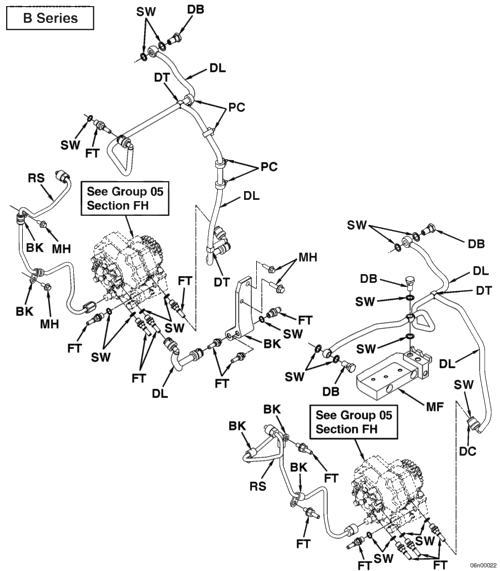 B Series
SW
DB
DL
DT
PC
SW
FT
PC
RS
See Group 05
Section FH
DL
BK
MH
DT
MH
SW
DB
BK
MH
FT
FT
SW
FT
DL
FT
SW
BK
FT
DB
SW
DL
DT
SW
SW
DB
DL
MF
SW
DC
BK
See Group 05
Section FH
BK
BK
RS
FT
FT
FT
SW
SW
FT
06n00022